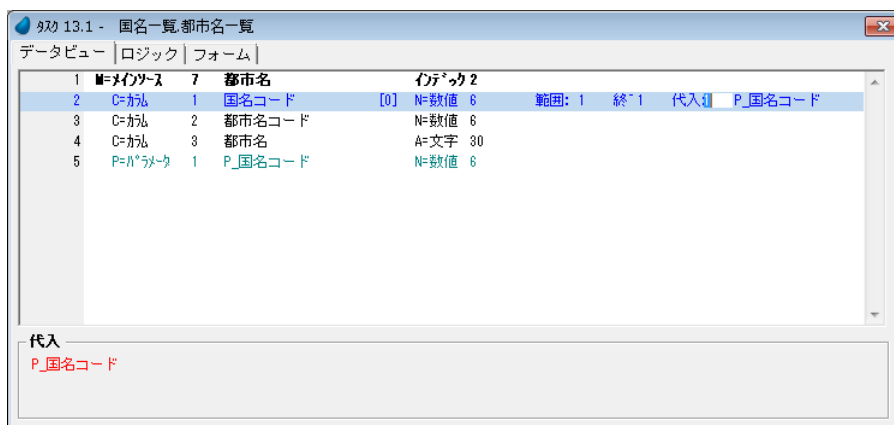 ﾀｽｸ 13.1 - 国名一覧.都市名一覧
データビュー ロジック フォーム
1 M=ﾒｲﾝｿｰｽ 7 都市名 ｲﾝﾃﾞｯｸ 2
2 C=ｶﾗﾑ 1 国名コード [0] N=数値 6 範囲: 1 終ﾞ1 代入: P_国名コード
3 C=ｶﾗﾑ 2 都市名コード N=数値 6
4 C=ｶﾗﾑ 3 都市名 A=文字 30
5 P=ﾊﾟﾗﾒｰﾀ 1 P_国名コード N=数値 6
代入
P_国名コード